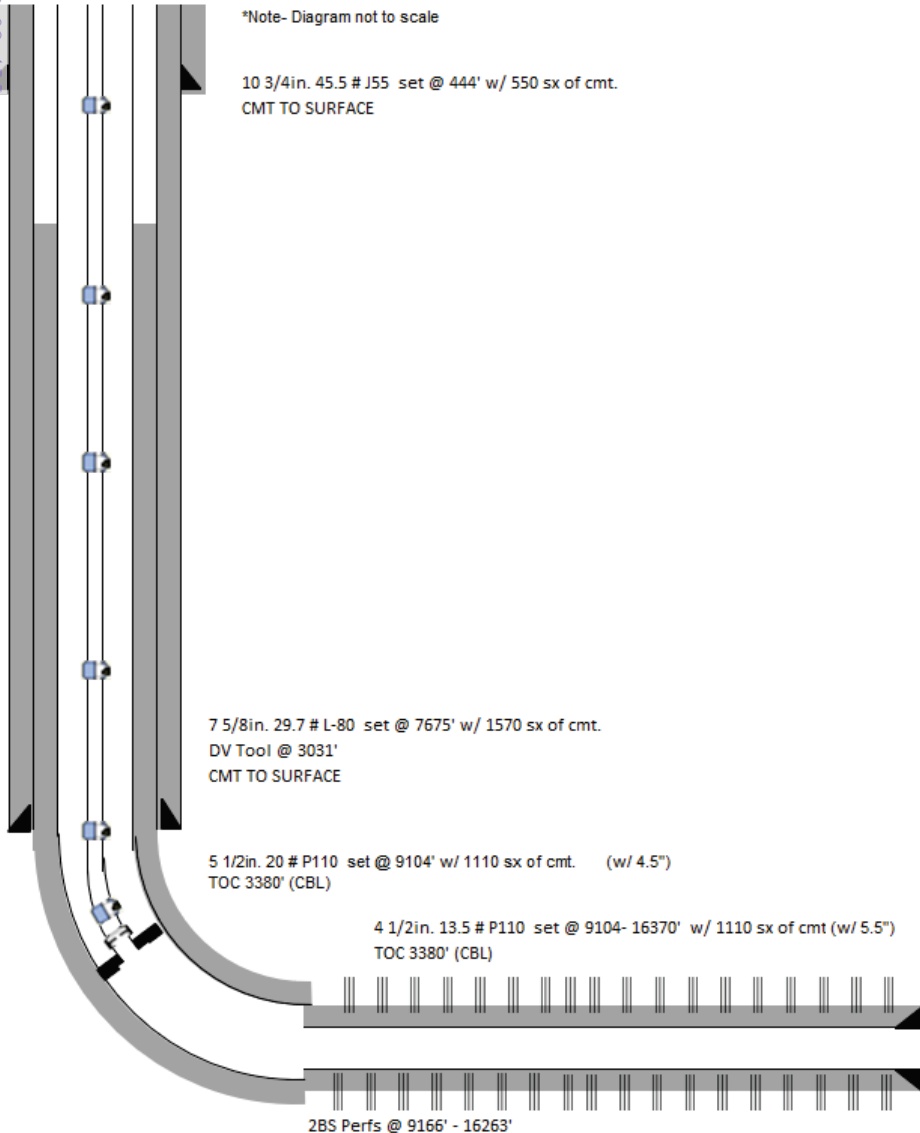 *Note- Diagram not to scale
10 3/4in. 45.5 # J55 set @ 444' w/ 550 sx of cmt.
CMT TO SURFACE
7 5/8in. 29.7 # L-80 set @ 7675' w/ 1570 sx of cmt.
DV Tool @ 3031'
CMT TO SURFACE
5 1/2in. 20 # P110 set @ 9104' w/ 1110 sx of cmt. (w/ 4.5")
TOC 3380' (CBL)
4 1/2in. 13.5 # P110 set @ 9104- 16370' w/ 1110 sx of cmt (w/ 5.5")
TOC 3380' (CBL)
2BS Perfs @ 9166' - 16263'